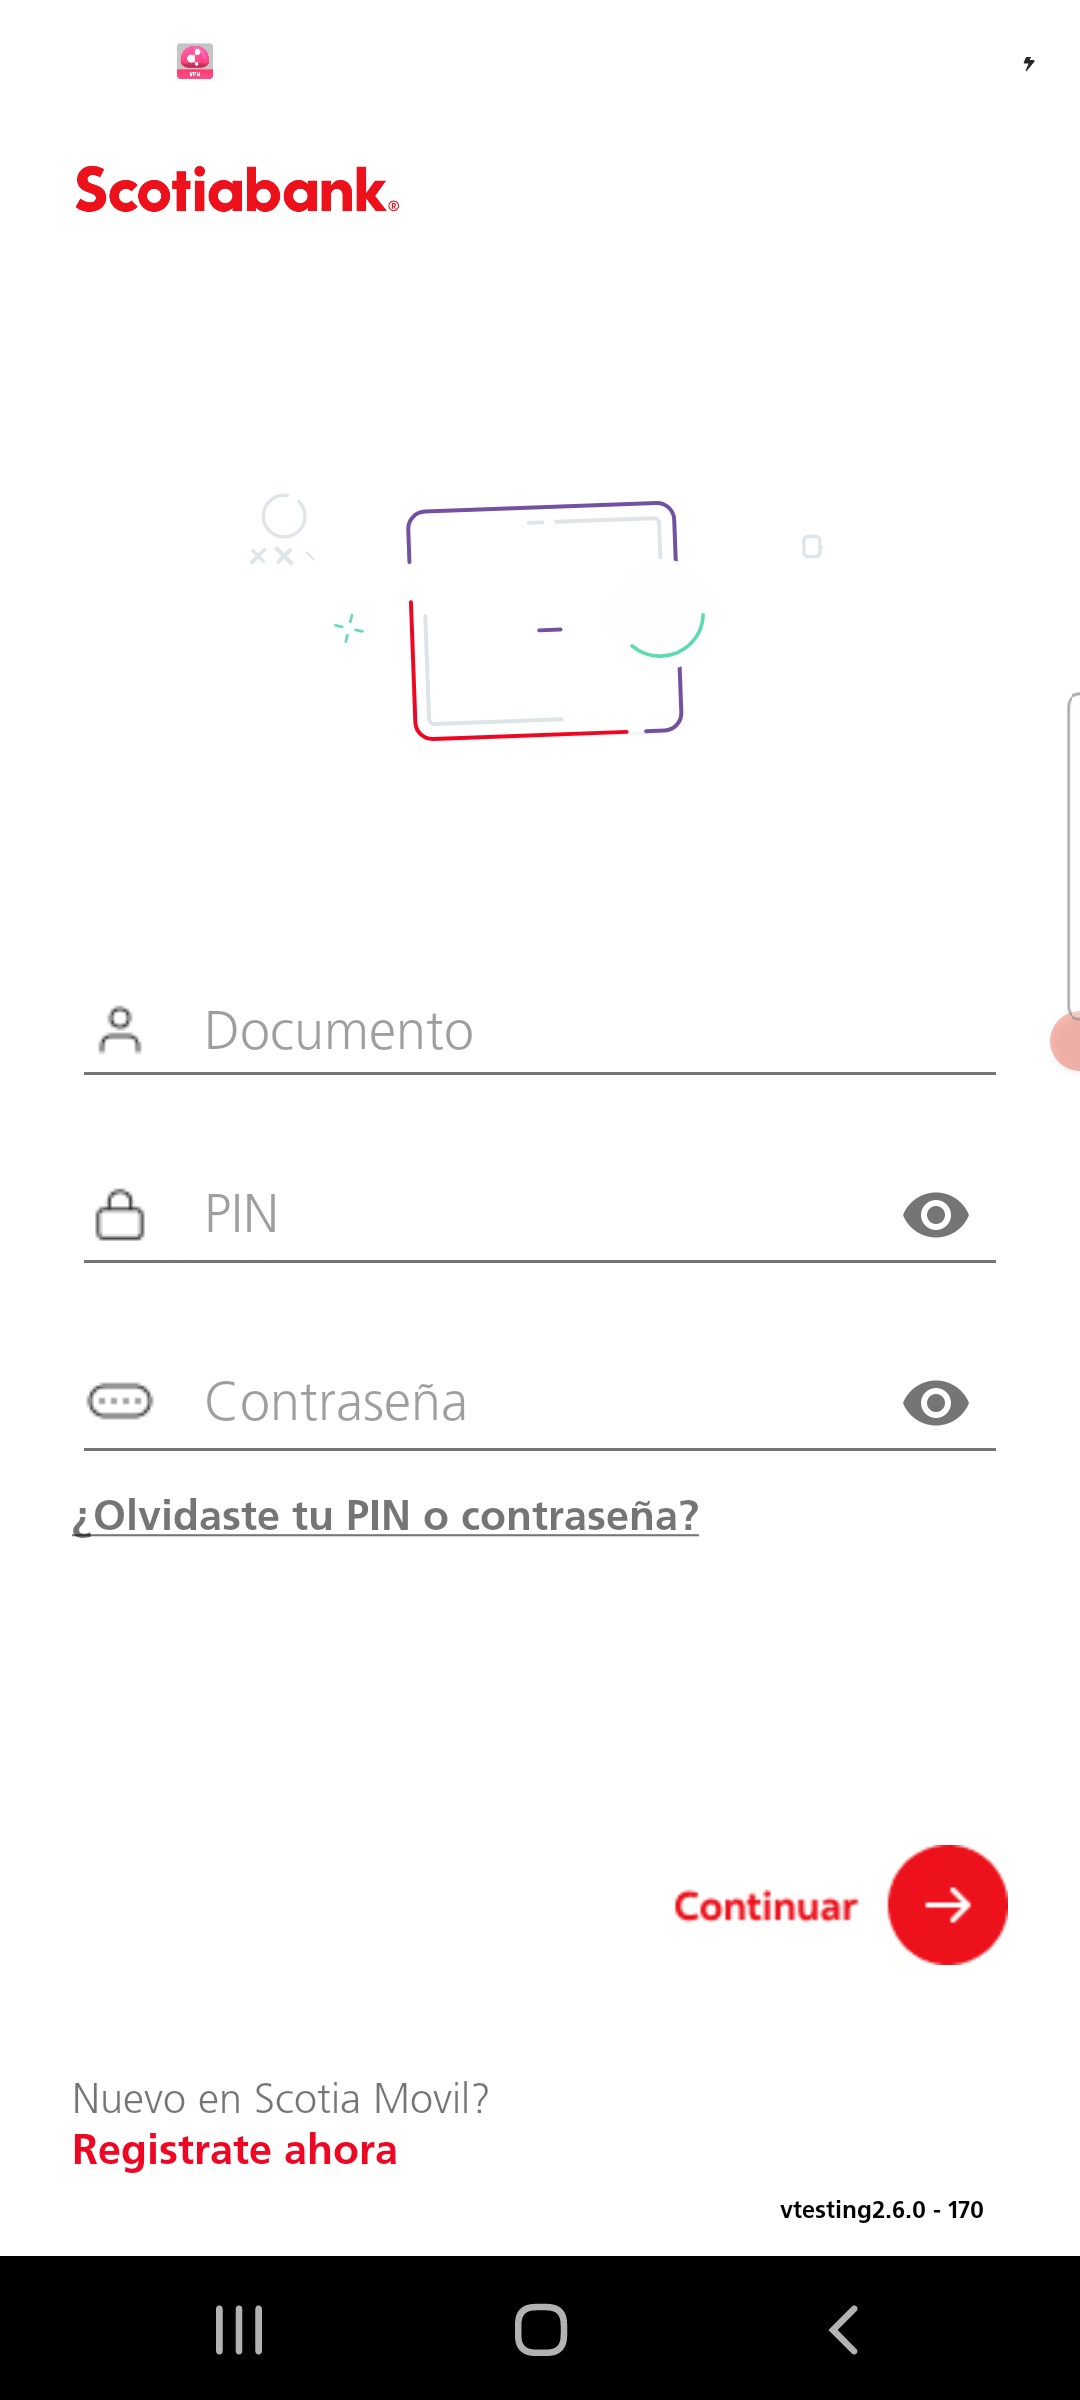 VPN
Scotiabank®
Documento
PIN
Contraseña
¿Olvidaste tu PIN o contraseña?
Continuar
Nuevo en Scotia Movil?
Registrate ahora
vtesting2.6.0 - 170